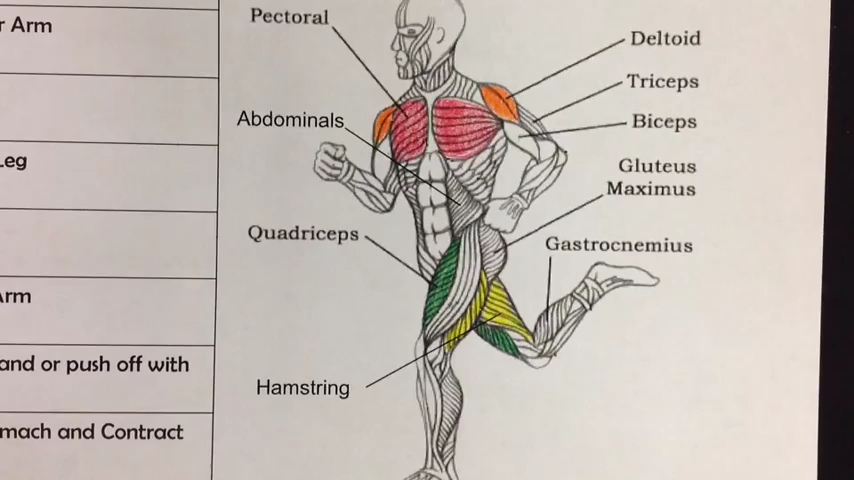 r Arm
Leg
Arm
and or push off with
mach and Contract
Pectoral
Abdominals
Quadriceps
Hamstring
Deltoid
Triceps
Biceps
Gluteus
Maximus
Gastrocnemius